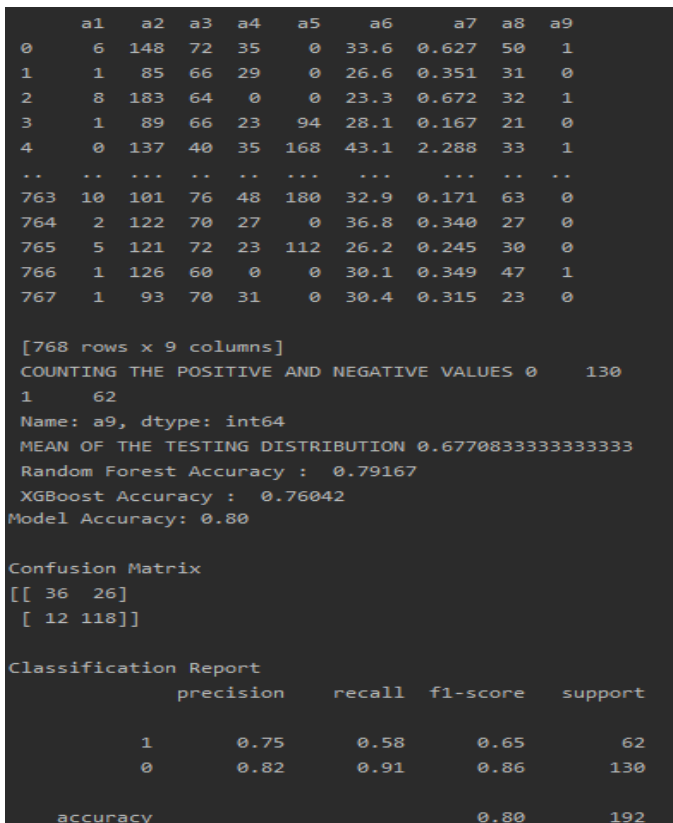 a1 a2 a3 a4 a5 a6 a7 a8 a9
0 6 148 72 35 0 33.6 0.627 50 1
1 1 85 66 29 0 26.6 0.351 31 0
2 8 183 64 0 0 23.3 0.672 32 1
3 1 89 66 23 94 28.1 0.167 21 0
4 0 137 40 35 168 43.1 2.288 33 1
.. .. ... .. .. ... ... ... .. ..
763 10 101 76 48 180 32.9 0.171 63 0
764 2 122 70 27 0 36.8 0.340 27 0
765 5 121 72 23 112 26.2 0.245 30 0
766 1 126 60 0 0 30.1 0.349 47 1
767 1 93 70 31 0 30.4 0.315 23 0
[768 rows x 9 columns]
COUNTING THE POSITIVE AND NEGATIVE VALUES 0 130
1 62
Name: a9, dtype: int64
MEAN OF THE TESTING DISTRIBUTION 0.6770833333333333
Random Forest Accuracy : 0.79167
XGBoost Accuracy : 0.76042
Model Accuracy: 0.80
Confusion Matrix
[[ 36 26]
[ 12 118]]
Classification Report
precision recall f1-score support
1 0.75 0.58 0.65 62
0 0.82 0.91 0.86 130
accuracy 0.80 192